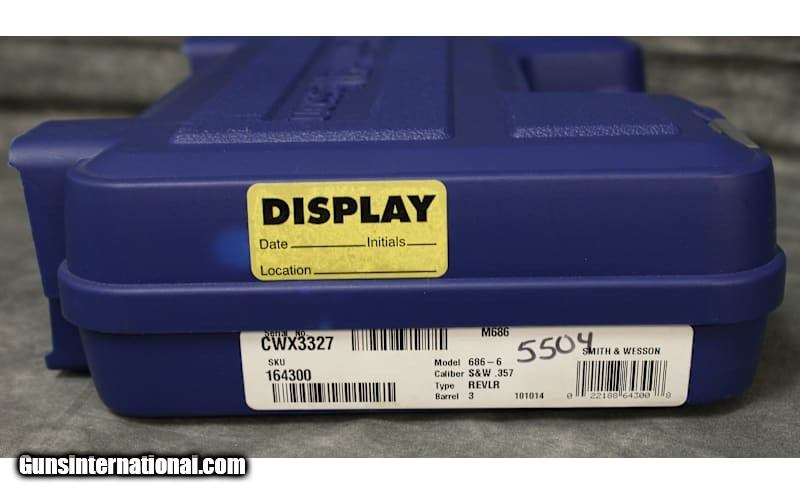 DISPLAY
Date Initials
Location
Serial No.
CWX3327
SKU
164300
M686
5504
Model 686-6
Caliber S&W .357
Type REVLR
Barrel 3 101014
SMITH & WESSON
0 22188 64300 8
GunsInternational.com